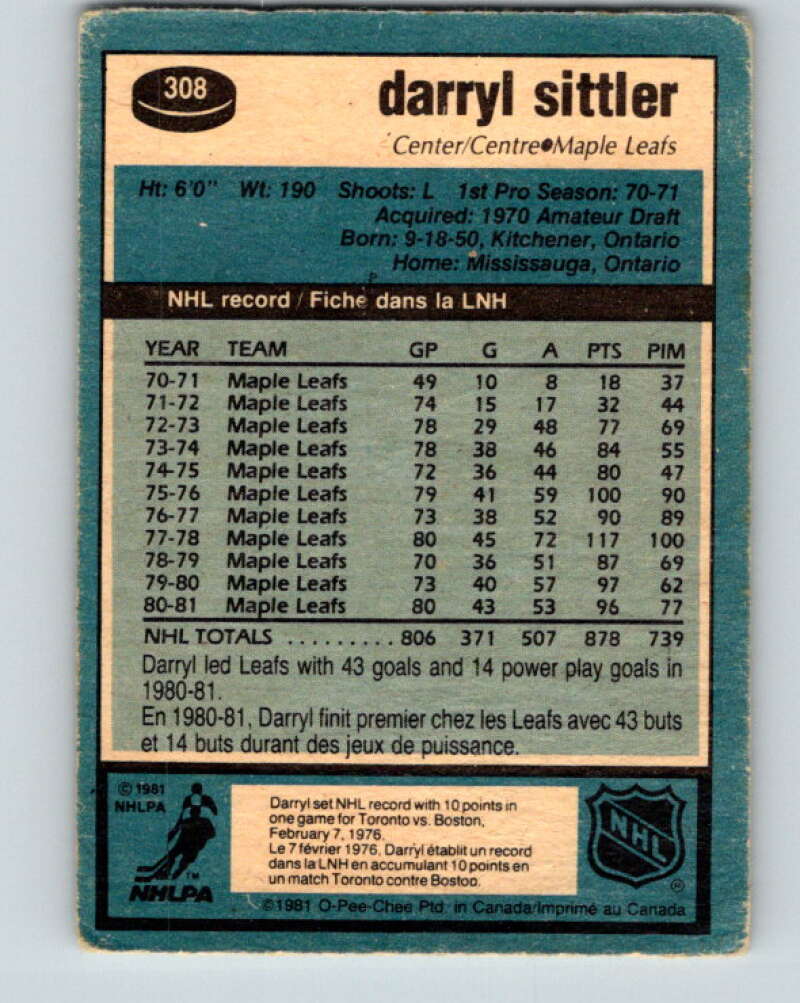 308
darryl sittler
Center/Centre●Maple Leafs
Ht: 6'0" Wt: 190 Shoots: L 1st Pro Season: 70-71
Acquired: 1970 Amateur Draft
Born: 9-18-50, Kitchener, Ontario
Home: Mississauga, Ontario
NHL record / Fiche dans la LNH
YEAR TEAM GP G A PTS PIM
70-71 Maple Leafs 49 10 8 18 37
71-72 Maple Leafs 74 15 17 32 44
72-73 Maple Leafs 78 29 48 77 69
73-74 Maple Leafs 78 38 46 84 55
74-75 Maple Leafs 72 36 44 80 47
75-76 Maple Leafs 79 41 59 100 90
76-77 Maple Leafs 73 38 52 90 89
77-78 Maple Leafs 80 45 72 117 100
78-79 Maple Leafs 70 36 51 87 69
79-80 Maple Leafs 73 40 57 97 62
80-81 Maple Leafs 80 43 53 96 77
NHL TOTALS .......... 806 371 507 878 739
Darryl led Leafs with 43 goals and 14 power play goals in
1980-81.
En 1980-81, Darryl finit premier chez les Leafs avec 43 buts
et 14 buts durant des jeux de puissance.
© 1981
NHLPA
TM
NHLPA
Darryl set NHL record with 10 points in
one game for Toronto vs. Boston,
February 7, 1976.
Le 7 février 1976, Darryl établit un record
dans la LNH en accumulant 10 points en
un match Toronto contre Boston.
NHL
®
©1981 O-Pee-Chee Ptd. in Canada/Imprimé au Canada